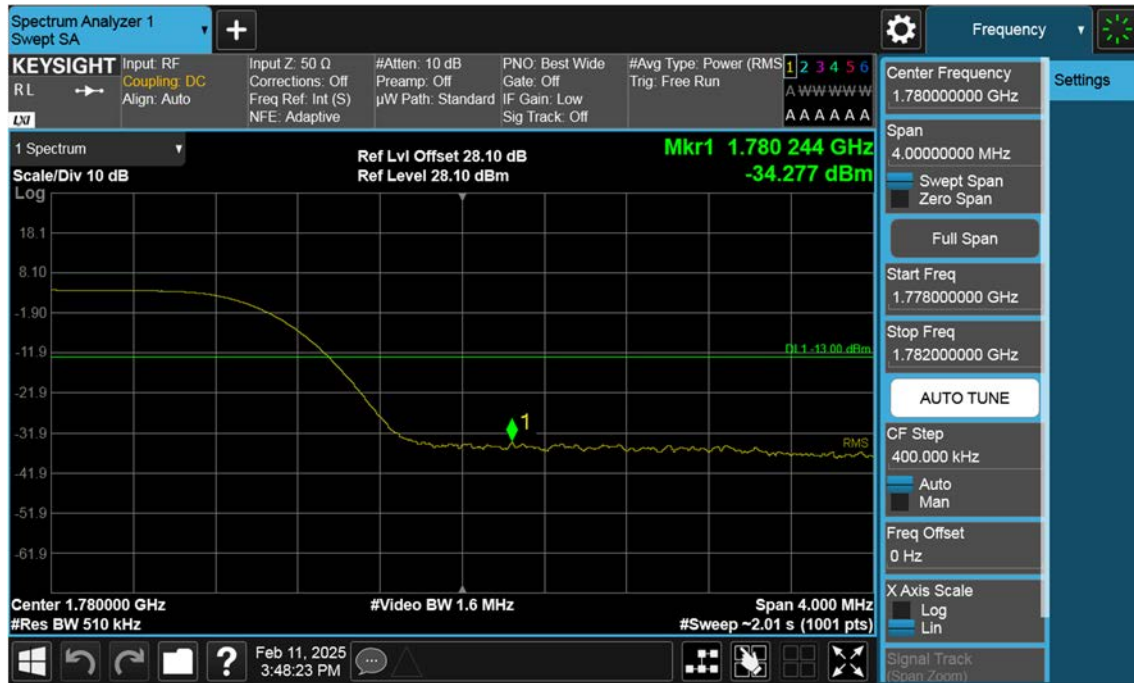 Spectrum Analyzer 1
Swept SA
+
Frequency
KEYSIGHT
RL
LXI
Input: RF
Coupling: DC
Align: Auto
Input Z: 50 Ω
Corrections: Off
Freq Ref: Int (S)
NFE: Adaptive
#Atten: 10 dB
Preamp: Off
µW Path: Standard
PNO: Best Wide
Gate: Off
IF Gain: Low
Sig Track: Off
#Avg Type: Power (RMS
Trig: Free Run
1 2 3 4 5 6
A W W W W W
A A A A A A
1 Spectrum
Scale/Div 10 dB
Log
Ref Lvl Offset 28.10 dB
Ref Level 28.10 dBm
Mkr1 1.780 244 GHz
-34.277 dBm
18.1
8.10
-1.90
-11.9
DL1 -13.00 dBm
-21.9
1
-31.9
RMS
-41.9
-51.9
-61.9
Center 1.780000 GHz
#Video BW 1.6 MHz
Span 4.000 MHz
#Res BW 510 kHz
#Sweep ~2.01 s (1001 pts)
Center Frequency
1.780000000 GHz
Settings
Span
4.00000000 MHz
Swept Span
Zero Span
Full Span
Start Freq
1.778000000 GHz
Stop Freq
1.782000000 GHz
AUTO TUNE
CF Step
400.000 kHz
Auto
Man
Freq Offset
0 Hz
X Axis Scale
Log
Lin
Signal Track
(Span Zoom)
?
Feb 11, 2025
3:48:23 PM